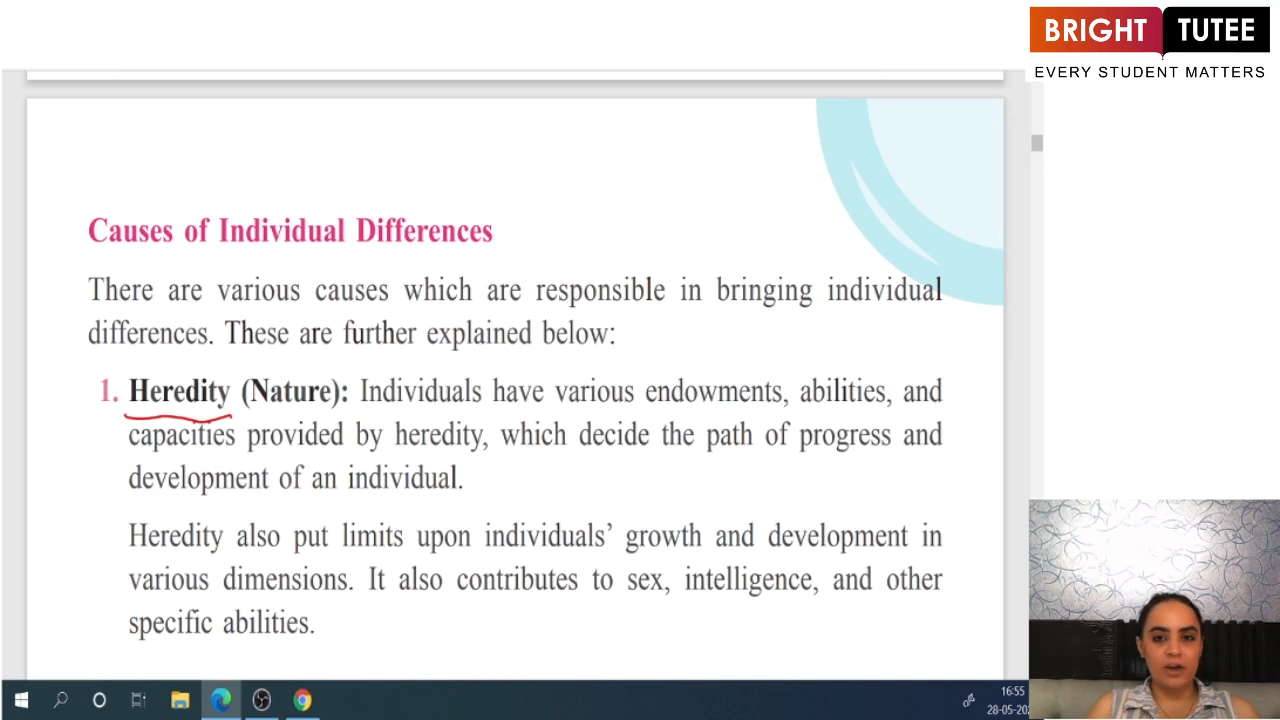 BRIGHT TUTEE
EVERY STUDENT MATTERS
Causes of Individual Differences
There are various causes which are responsible in bringing individual
differences. These are further explained below:
1. Heredity (Nature): Individuals have various endowments, abilities, and
capacities provided by heredity, which decide the path of progress and
development of an individual.
Heredity also put limits upon individuals' growth and development in
various dimensions. It also contributes to sex, intelligence, and other
specific abilities.
16:55
28-05-20